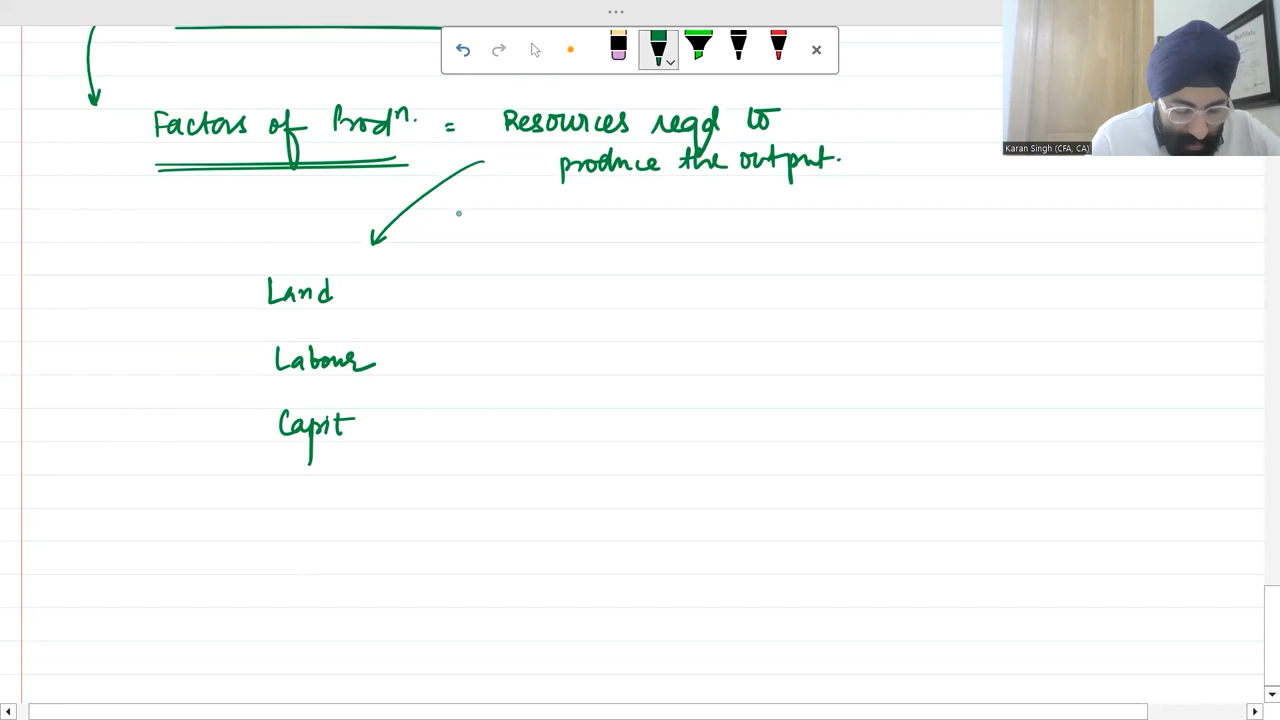 Factors of Prodn. = Resources reqd to
produce the output.
Land
Labour
Capit
Karan Singh (CFA, CA)